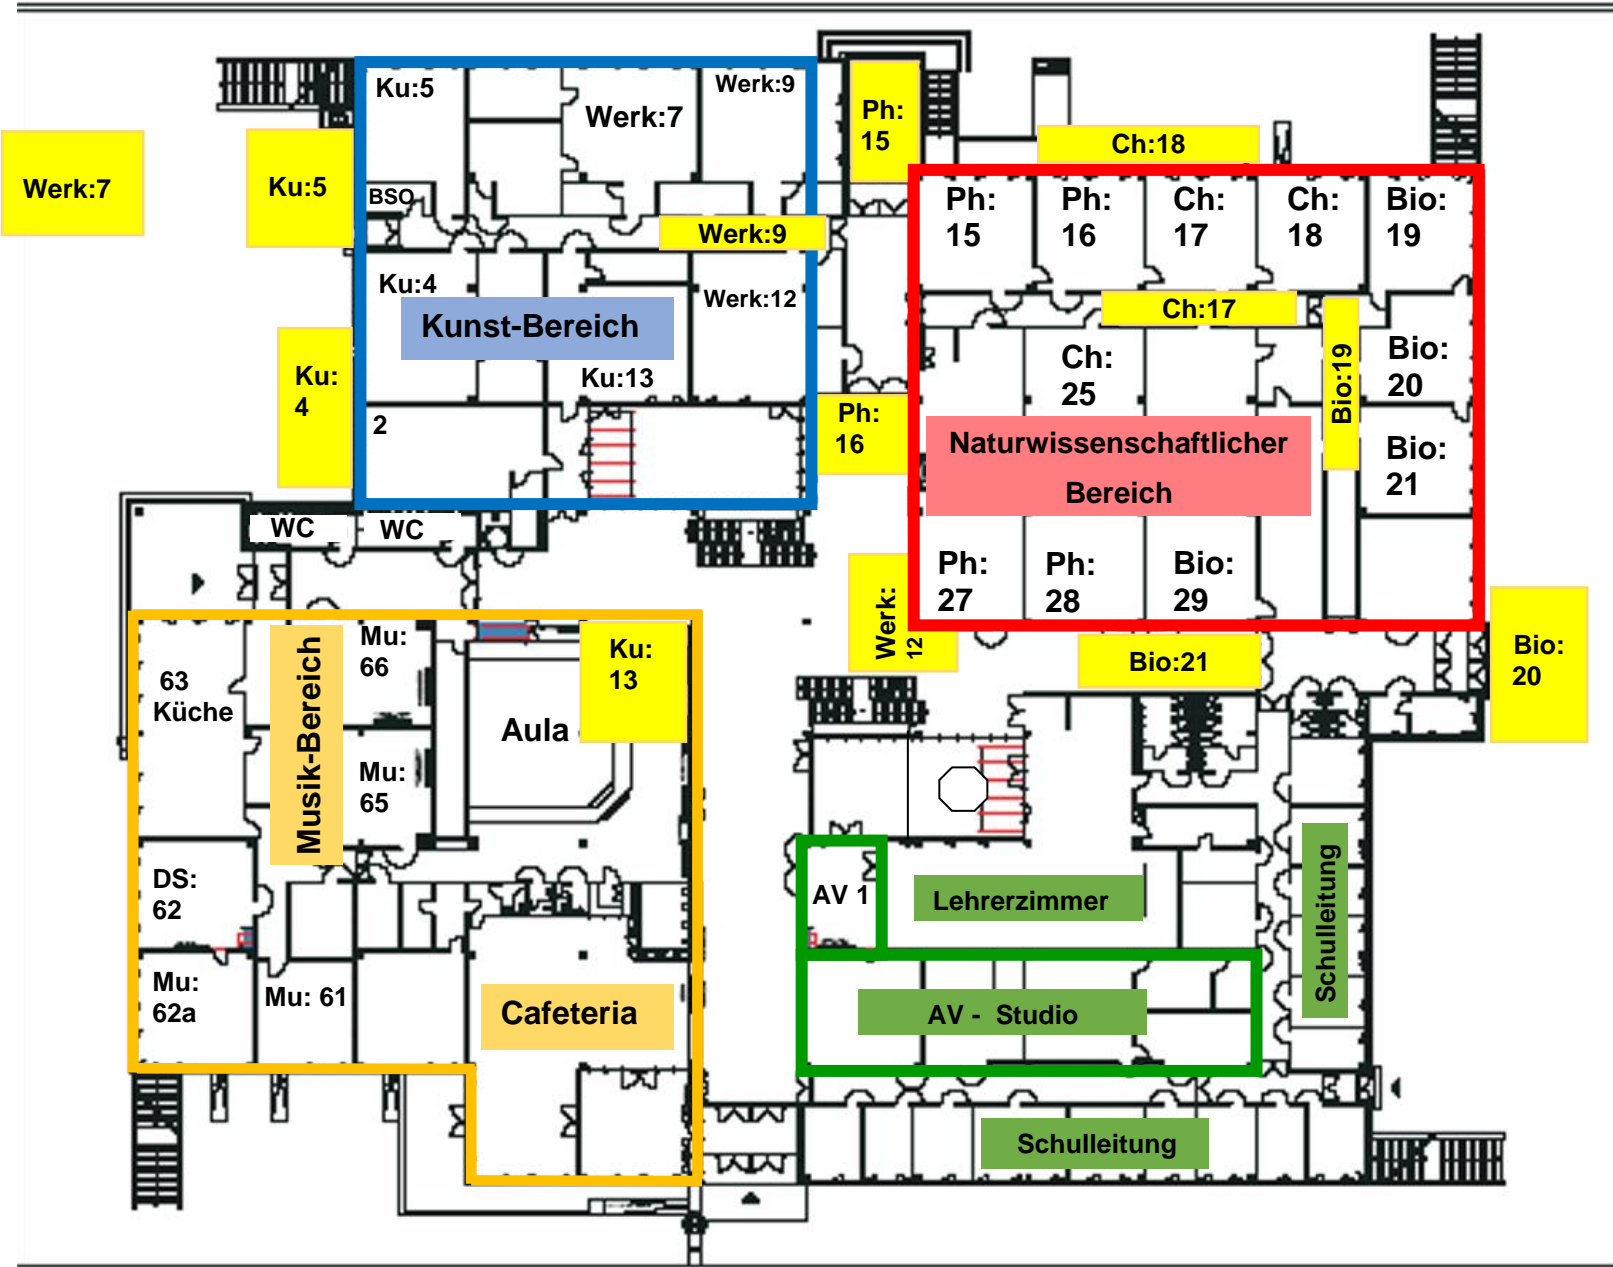 Ku:5
Werk:7
Werk:9
Ph:
15
Ch:18
Werk:7
Ku:5
BSO
Werk:9
Ph:
15
Ph:
16
Ch:
17
Ch:
18
Bio:
19
Ku:4
Werk:12
Kunst-Bereich
Ku:13
Ku:
4
2
Ph:
16
Ch:17
Ch:
25
Bio:19
Bio:
20
Naturwissenschaftlicher
Bereich
Bio:
21
WC
WC
Ph:
27
Ph:
28
Bio:
29
Werk:
12
Bio:21
Bio:
20
63
Küche
Musik-Bereich
Mu:
66
Ku:
13
Aula
Mu:
65
DS:
62
AV 1
Lehrerzimmer
Schulleitung
Mu:
62a
Mu: 61
Cafeteria
AV - Studio
Schulleitung